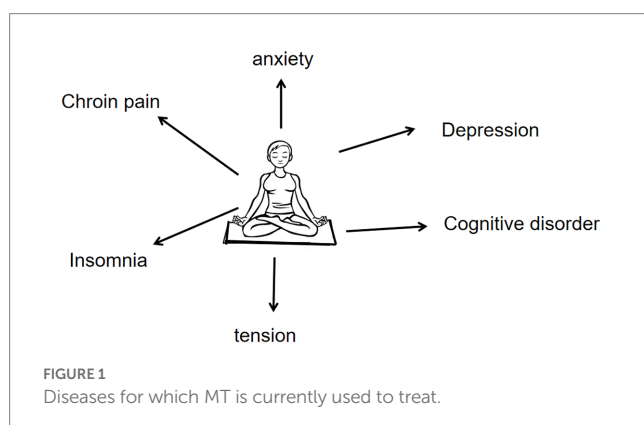 anxiety
Chroin pain
Depression
Cognitive disorder
Insomnia
tension
FIGURE 1
Diseases for which MT is currently used to treat.